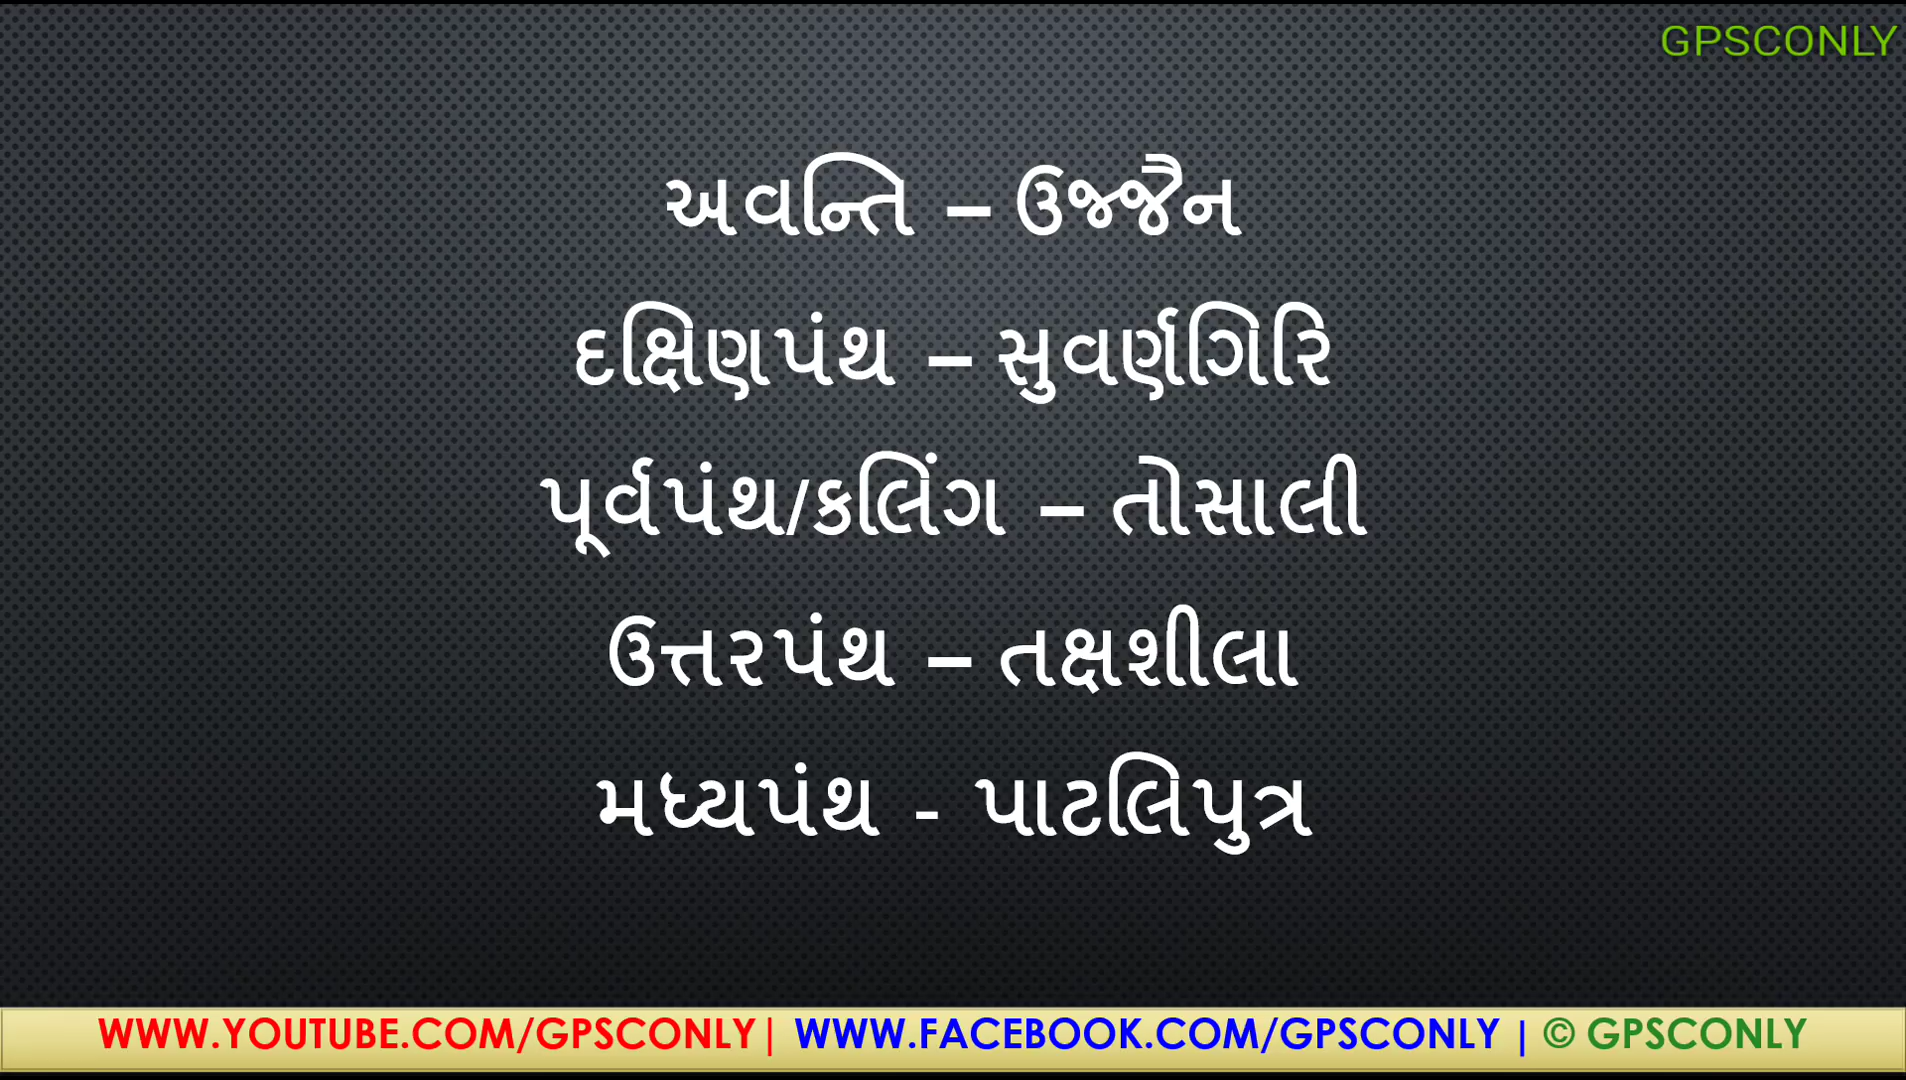 GPSCONLY
અવન્તિ – ઉજ્જૈન
દક્ષિણપંથ – સુવર્ણગિરિ
પૂર્વપંથ/કલિંગ – તોસાલી
ઉત્તરપંથ – તક્ષશીલા
મધ્યપંથ - પાટલિપુત્ર
WWW.YOUTUBE.COM/GPSCONLY| WWW.FACEBOOK.COM/GPSCONLY | © GPSCONLY